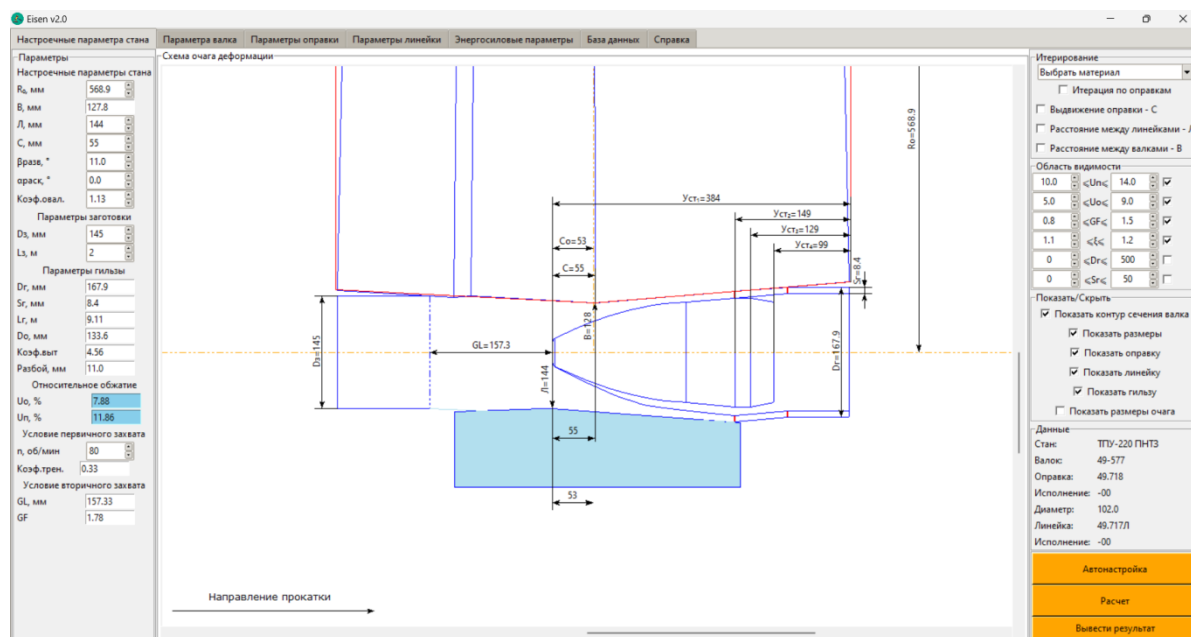 Eisen v2.0
Настроечные параметра стана Параметра валка Параметры оправки Параметры линейки Энергосиловые параметры База данных Справка
Параметры
Настроечные параметры стана
R₀, мм 568.9
В, мм 127.8
Л, мм 144
С, мм 55
βразв, ° 11.0
αраск, ° 0.0
Коэф.овал. 1.13
Параметры заготовки
Dз, мм 145
Lз, м 2
Параметры гильзы
Dг, мм 167.9
Sг, мм 8.4
Lг, м 9.11
Do, мм 133.6
Коэф.выт 4.56
Разбой, мм 11.0
Относительное обжатие
Uo, % 7.88
Uп, % 11.86
Условие первичного захвата
n, об/мин 80
Коэф.трен. 0.33
Условие вторичного захвата
GL, мм 157.33
GF 1.78
Схема очага деформации
Ro=568.9
Уст₁=384
Уст₂=149
Уст₃=129
Уст₄=99
Co=53
C=55
Sг=8.4
B=128
Dз=145
GL=157.3
Л=144
Dг=167.9
55
53
Направление прокатки
Итерирование
Выбрать материал
Итерация по оправкам
Выдвижение оправки - С
Расстояние между линейками - Л
Расстояние между валками - В
Область видимости
10.0 ⩽Uп⩽ 14.0
5.0 ⩽Uo⩽ 9.0
0.8 ⩽GF⩽ 1.5
1.1 ⩽ξ⩽ 1.2
0 ⩽Dг⩽ 500
0 ⩽Sг⩽ 50
Показать/Скрыть
Показать контур сечения валка
Показать размеры
Показать оправку
Показать линейку
Показать гильзу
Показать размеры очага
Данные
Стан: ТПУ-220 ПНТЗ
Валок: 49-577
Оправка: 49.718
Исполнение: -00
Диаметр: 102.0
Линейка: 49.717Л
Исполнение: -00
Автонастройка
Расчет
Вывести результат